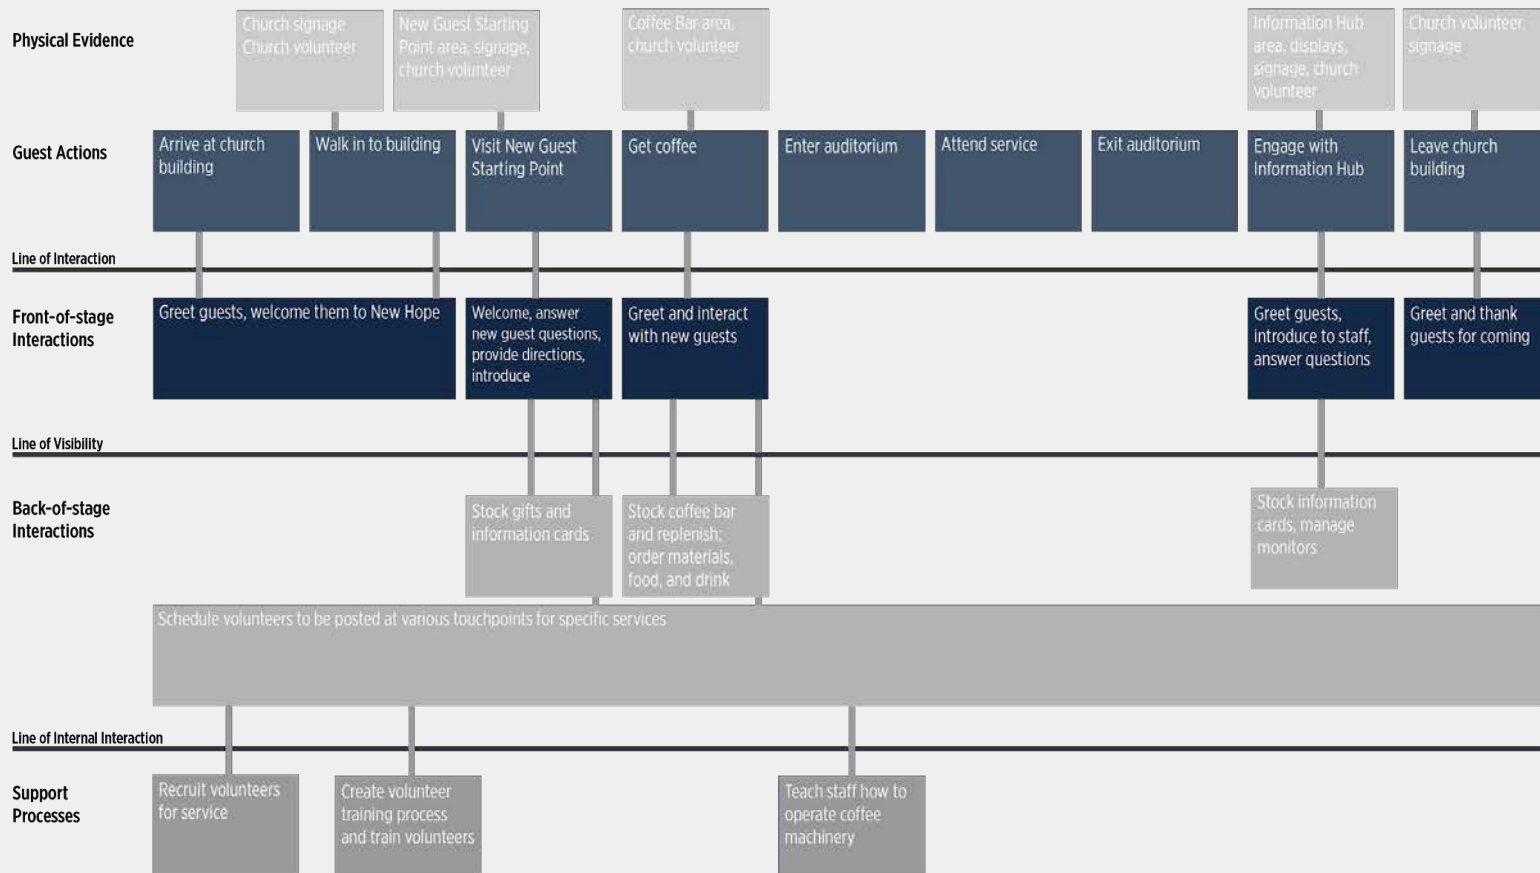 Physical Evidence
Church signage
Church volunteer
New Guest Starting
Point area, signage,
church volunteer
Coffee Bar area,
church volunteer
Information Hub
area, displays,
signage, church
volunteer
Church volunteer,
signage
Guest Actions
Arrive at church
building
Walk in to building
Visit New Guest
Starting Point
Get coffee
Enter auditorium
Attend service
Exit auditorium
Engage with
Information Hub
Leave church
building
Line of Interaction
Front-of-stage
Interactions
Greet guests, welcome them to New Hope
Welcome, answer
new guest questions,
provide directions,
introduce
Greet and interact
with new guests
Greet guests,
introduce to staff,
answer questions
Greet and thank
guests for coming
Line of Visibility
Back-of-stage
Interactions
Stock gifts and
information cards
Stock coffee bar
and replenish;
order materials,
food, and drink
Stock information
cards, manage
monitors
Schedule volunteers to be posted at various touchpoints for specific services
Line of Internal Interaction
Support
Processes
Recruit volunteers
for service
Create volunteer
training process
and train volunteers
Teach staff how to
operate coffee
machinery